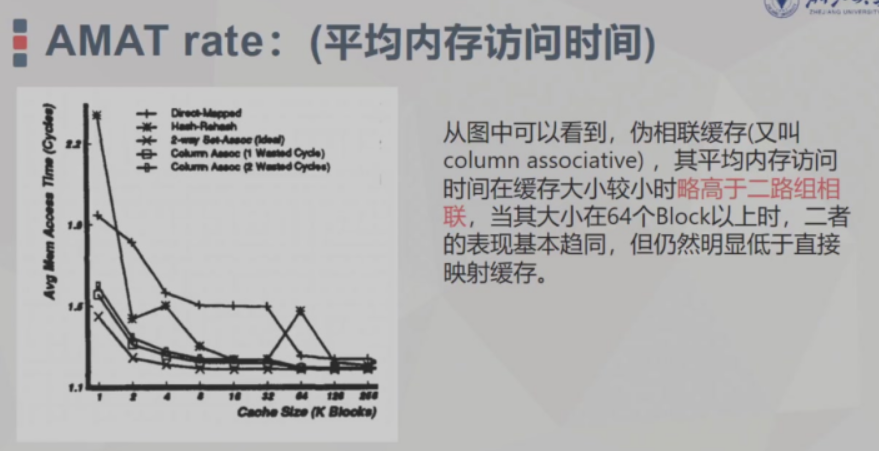 ZHEJIANG UNIVERSITY
AMAT rate：(平均内存访问时间)
Avg Mem Access Time (Cycles)
2.2
1.9
1.5
1.1
Direct-Mapped
Hash-Rehash
2-way Set-Assoc (Ideal)
Column Assoc (1 Wasted Cycle)
Column Assoc (2 Wasted Cycles)
1 2 4 8 16 32 64 128 256
Cache Size (K Blocks)
从图中可以看到，伪相联缓存(又叫
column associative) ，其平均内存访问
时间在缓存大小较小时略高于二路组相
联，当其大小在64个Block以上时，二者
的表现基本趋同，但仍然明显低于直接
映射缓存。